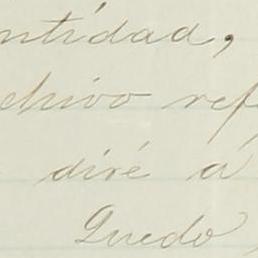 ntidad,
chivo ref
diré á
Quedo